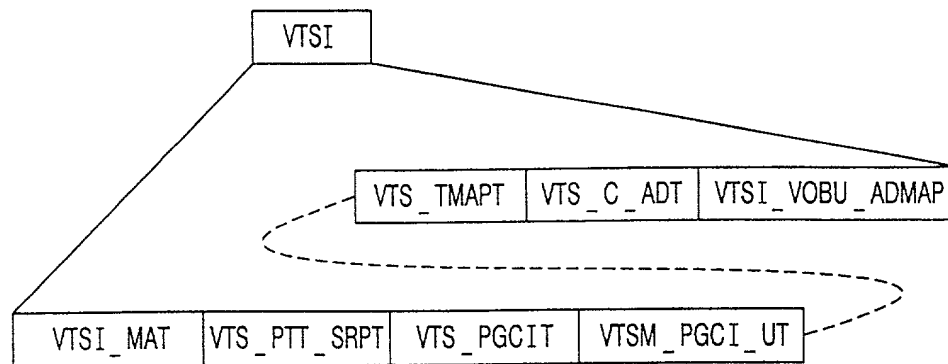 VTSI
VTS_TMAPT VTS_C_ADT VTSI_VOBU_ADMAP
VTSI_MAT VTS_PTT_SRPT VTS_PGCIT VTSM_PGCI_UT